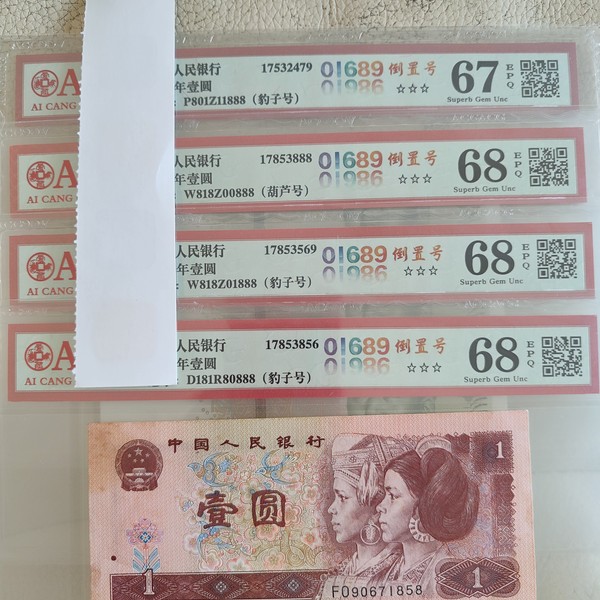 A 人民银行 17532479 01689 倒置号 67 EPQ
年壹圆 01986 ☆☆☆ Superb Gem Unc
AI CANG : P801Z11888（豹子号）
A 人民银行 17853888 01689 倒置号 68 EPQ
年壹圆 01986 ☆☆☆ Superb Gem Unc
AI CANG : W818Z00888（葫芦号）
A 人民银行 17853569 01689 倒置号 68 EPQ
年壹圆 01986 ☆☆☆ Superb Gem Unc
AI CANG : W818Z01888（豹子号）
A 人民银行 17853856 01689 倒置号 68 EPQ
年壹圆 01986 ☆☆☆ Superb Gem Unc
AI CANG D181R80888（豹子号）
中国人民银行 1
壹圆
1 FO90671858 1